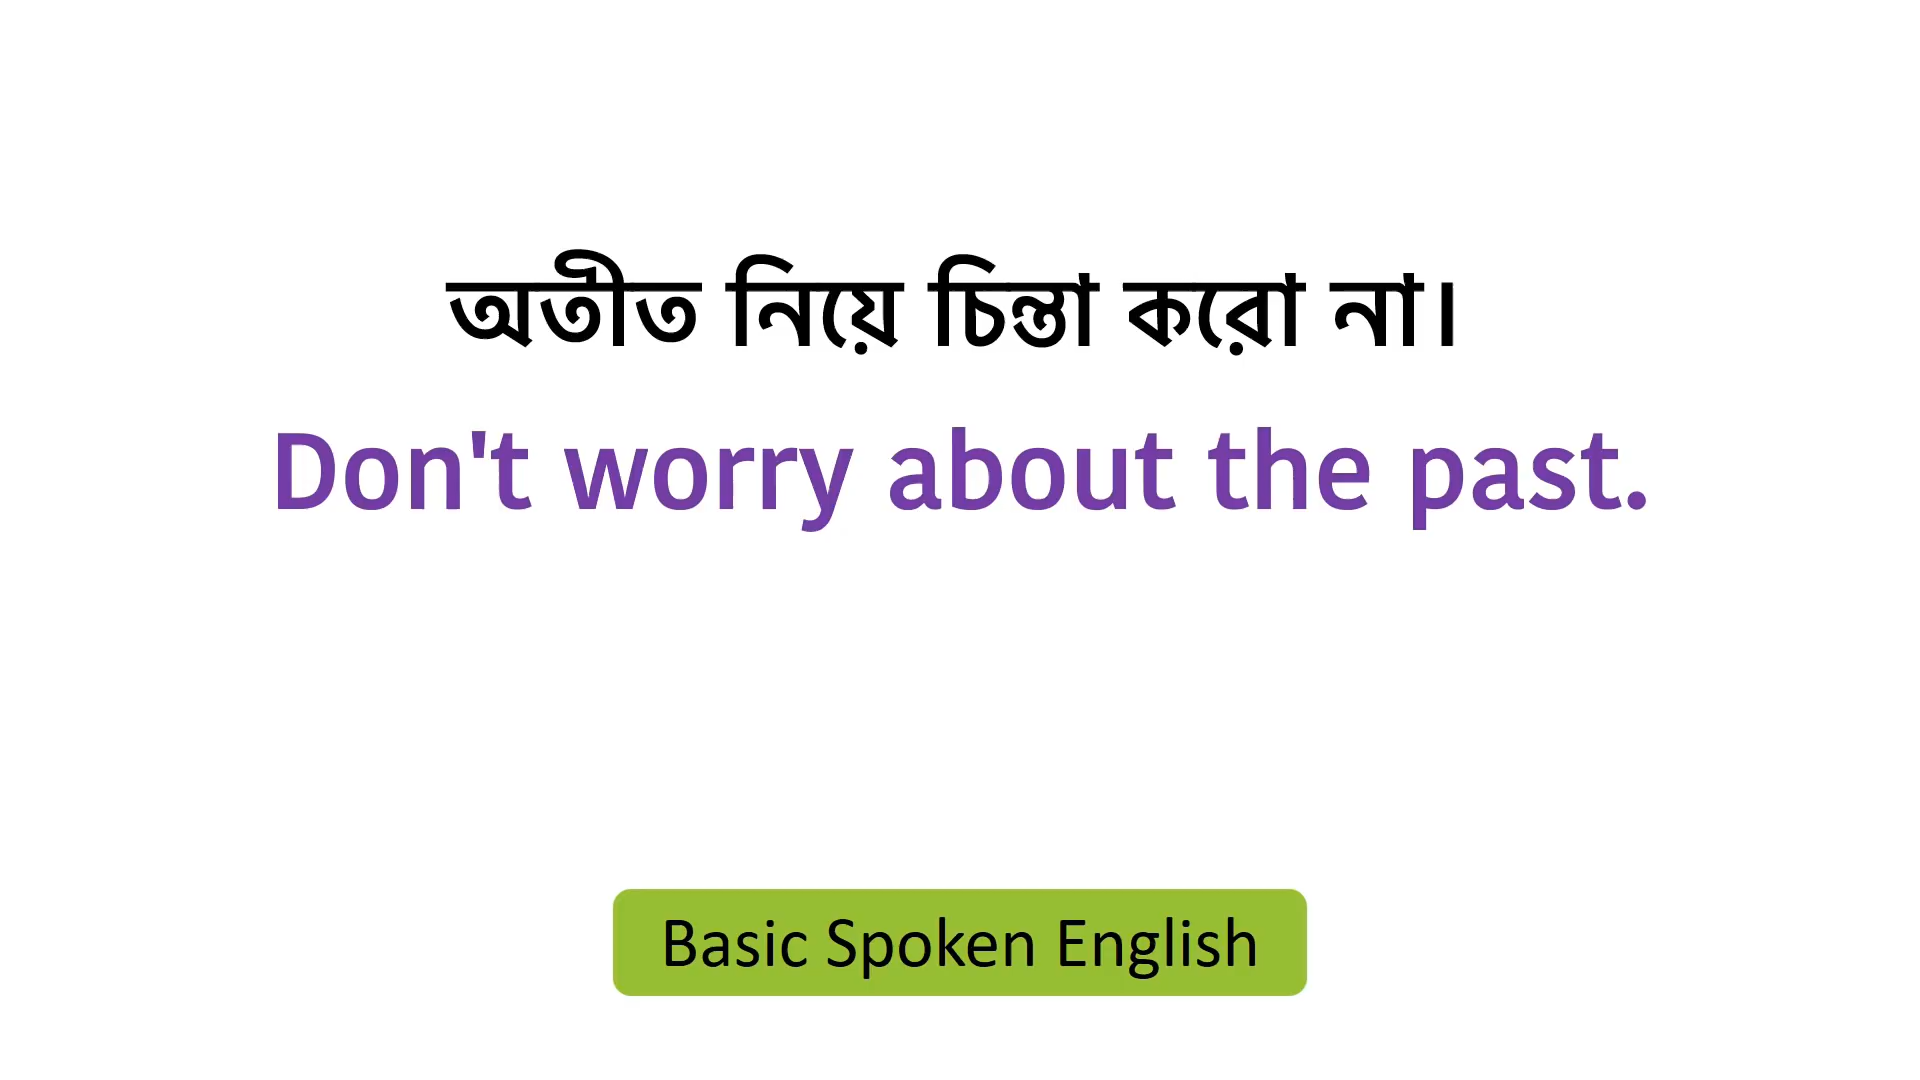 অতীত নিয়ে চিন্তা করো না।
Don't worry about the past.
Basic Spoken English